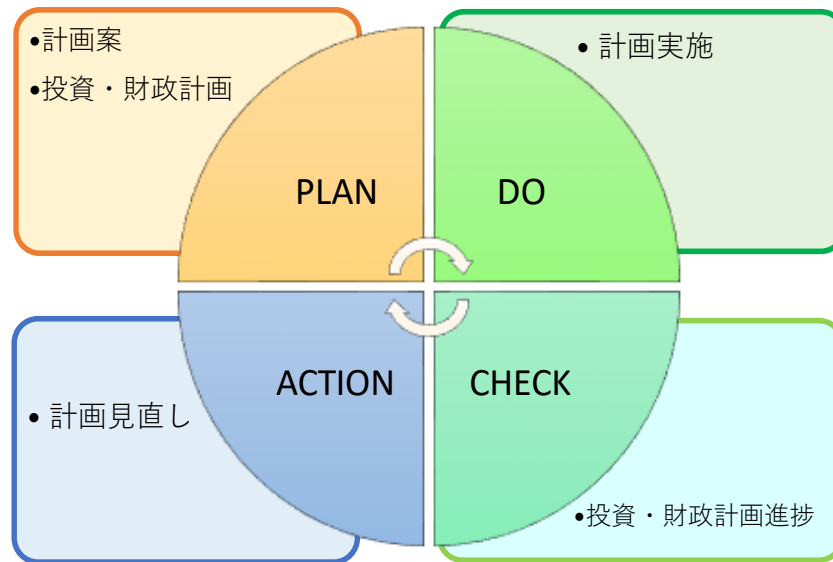 •計画案
•投資・財政計画
• 計画実施
PLAN
DO
ACTION
CHECK
• 計画見直し
•投資・財政計画進捗